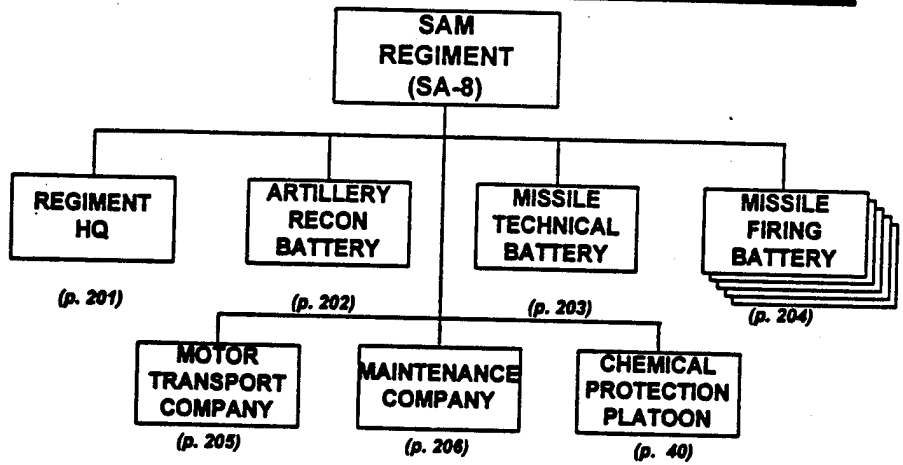 SAM
REGIMENT
(SA-8)
REGIMENT
HQ
(p. 201)
ARTILLERY
RECON
BATTERY
(p. 202)
MISSILE
TECHNICAL
BATTERY
(p. 203)
MISSILE
FIRING
BATTERY
(p. 204)
MOTOR
TRANSPORT
COMPANY
(p. 205)
MAINTENANCE
COMPANY
(p. 206)
CHEMICAL
PROTECTION
PLATOON
(p. 40)